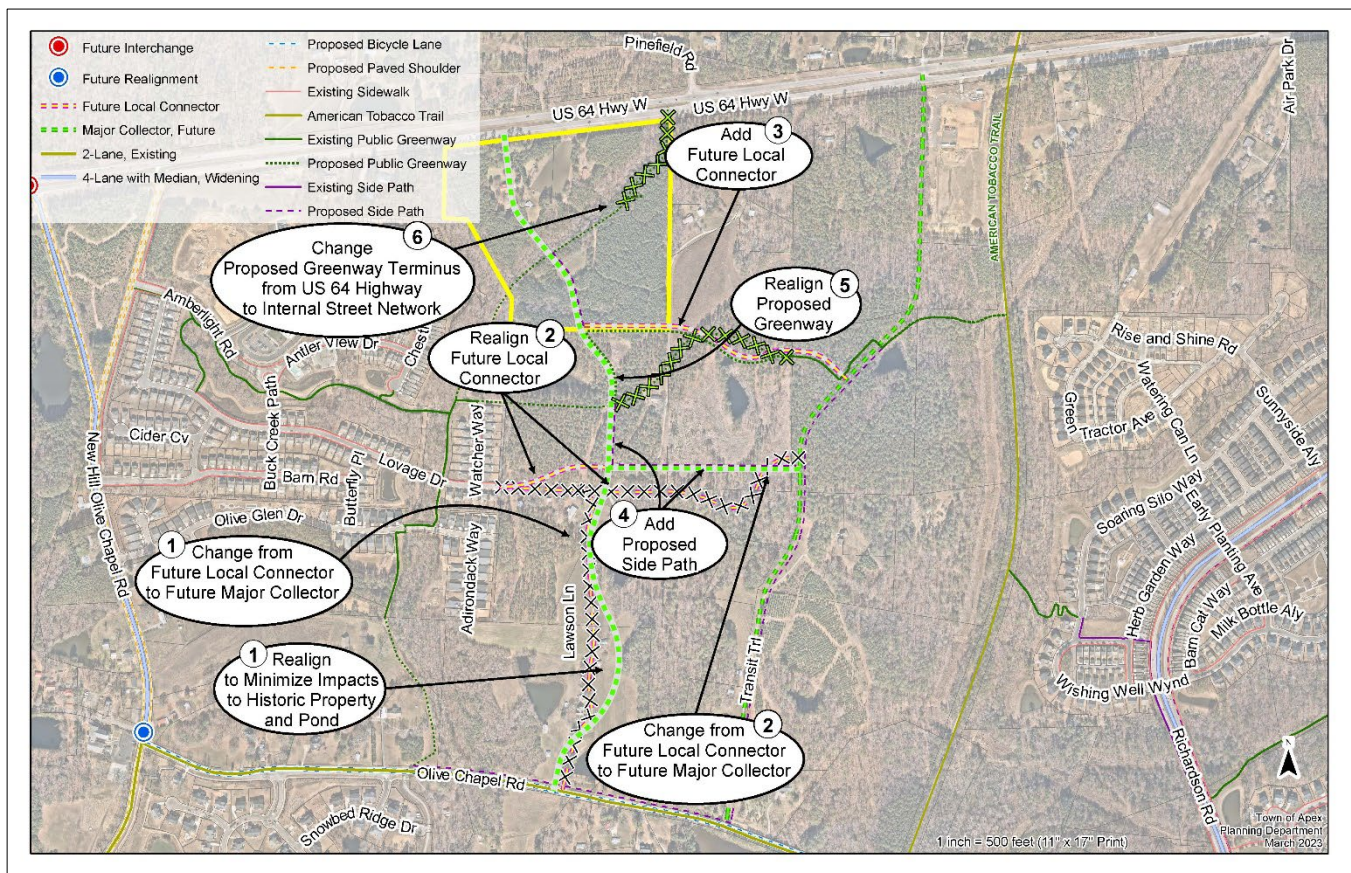 Future Interchange
Future Realignment
Future Local Connector
Major Collector, Future
2-Lane, Existing
4-Lane with Median, Widening
Proposed Bicycle Lane
Proposed Paved Shoulder
Existing Sidewalk
American Tobacco Trail
Existing Public Greenway
Proposed Public Greenway
Existing Side Path
Proposed Side Path
Pinefield Rd
US 64 Hwy W
US 64 Hwy W
Air Park Dr
3
Add
Future Local
Connector
AMERICAN TOBACCO TRAIL
6
Change
Proposed Greenway Terminus
from US 64 Highway
to Internal Street Network
5
Realign
Proposed
Greenway
2
Realign
Future Local
Connector
Amberlight Rd
Antler View Dr
Rise and Shine Rd
Green
Tractor Ave
Watering Can Ln
Sunnyside Aly
New Hill Olive Chapel Rd
Cider Cv
Buck Creek Path
Barn Rd
Butterfly Pl
Lovage Dr
Watcher Way
Olive Glen Dr
Adirondack Way
Soaring Silo Way
Early Planting Ave
4
Add
Proposed
Side Path
1
Change from
Future Local Connector
to Future Major Collector
Lawson Ln
Transit Trl
Herb Garden Way
Barn Cat Way
Milk Bottle Aly
Wishing Well Wynd
Richardson Rd
1
Realign
to Minimize Impacts
to Historic Property
and Pond
2
Change from
Future Local Connector
to Future Major Collector
Olive Chapel Rd
Snowbed Ridge Dr
1 inch = 500 feet (11" x 17" Print)
Town of Apex
Planning Department
March 2023